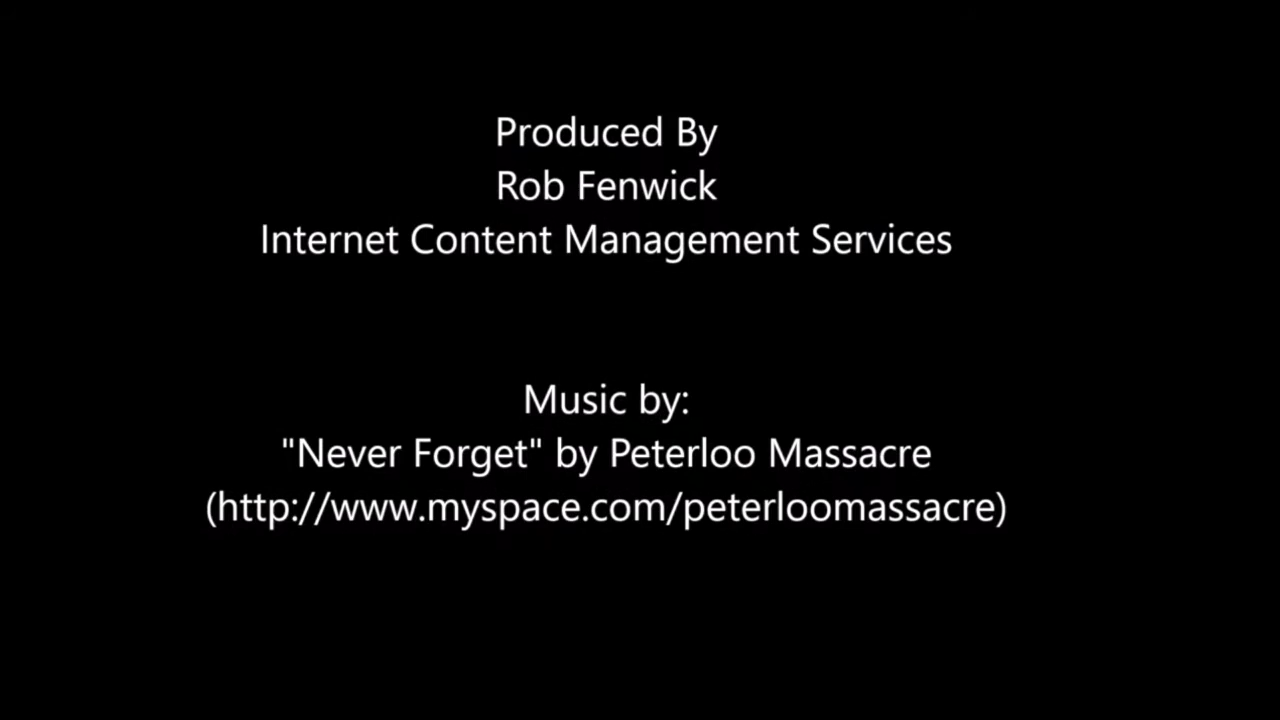 Produced By
Rob Fenwick
Internet Content Management Services
Music by:
"Never Forget" by Peterloo Massacre
(http://www.myspace.com/peterloomassacre)